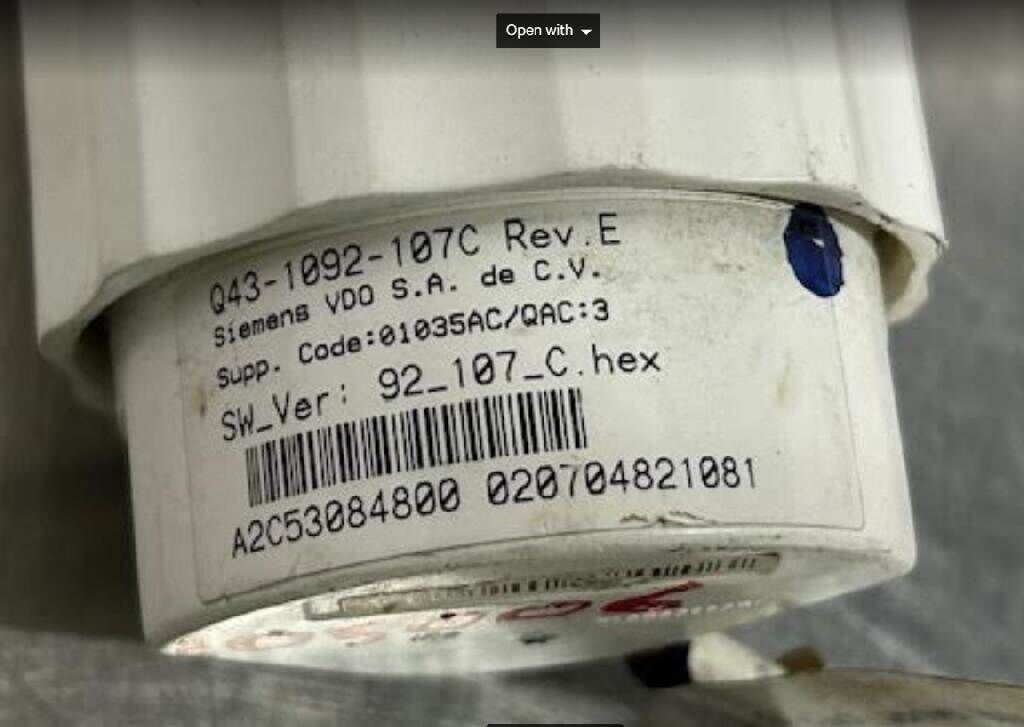 Open with
Q43-1092-107C Rev.E
Siemens VDO S.A. de C.V.
Supp. Code:01035AC/QAC:3
SW_Ver: 92_107_C.hex
A2C53084800 020704821081